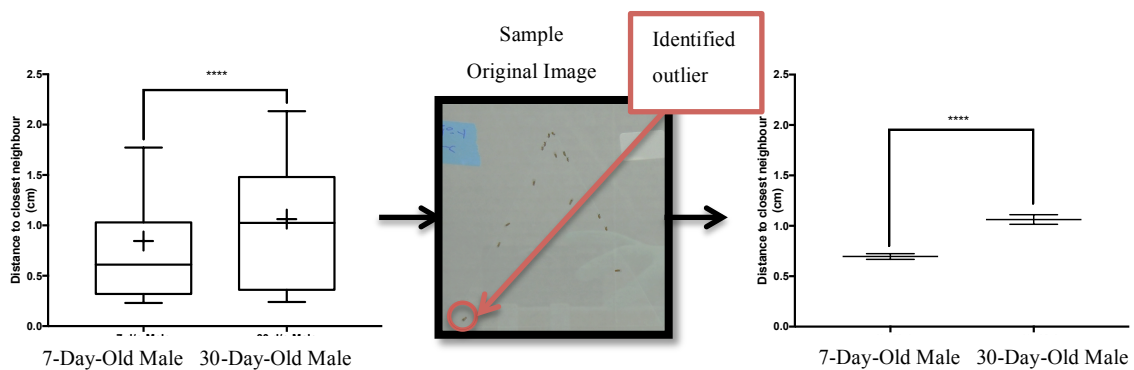 Sample
Original Image
Identified
outlier
Distance to closest neighbour
(cm)
2.5
2.0
1.5
1.0
0.5
0.0
****
7-Day-Old Male 30-Day-Old Male
Distance to closest neighbour
(cm)
2.5
2.0
1.5
1.0
0.5
0.0
****
7-Day-Old Male 30-Day-Old Male